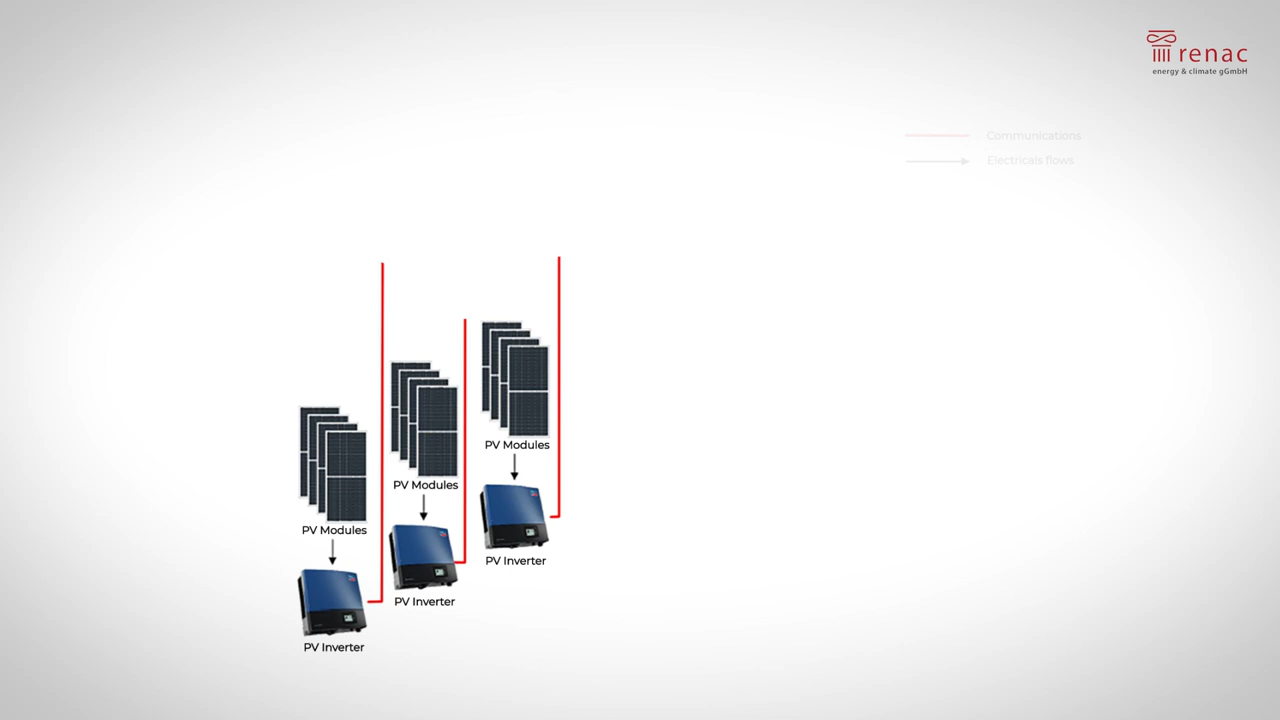 renac
energy & climate gGmbH
Communications
Electricals flows
PV Modules
PV Modules
PV Modules
PV Inverter
PV Inverter
PV Inverter